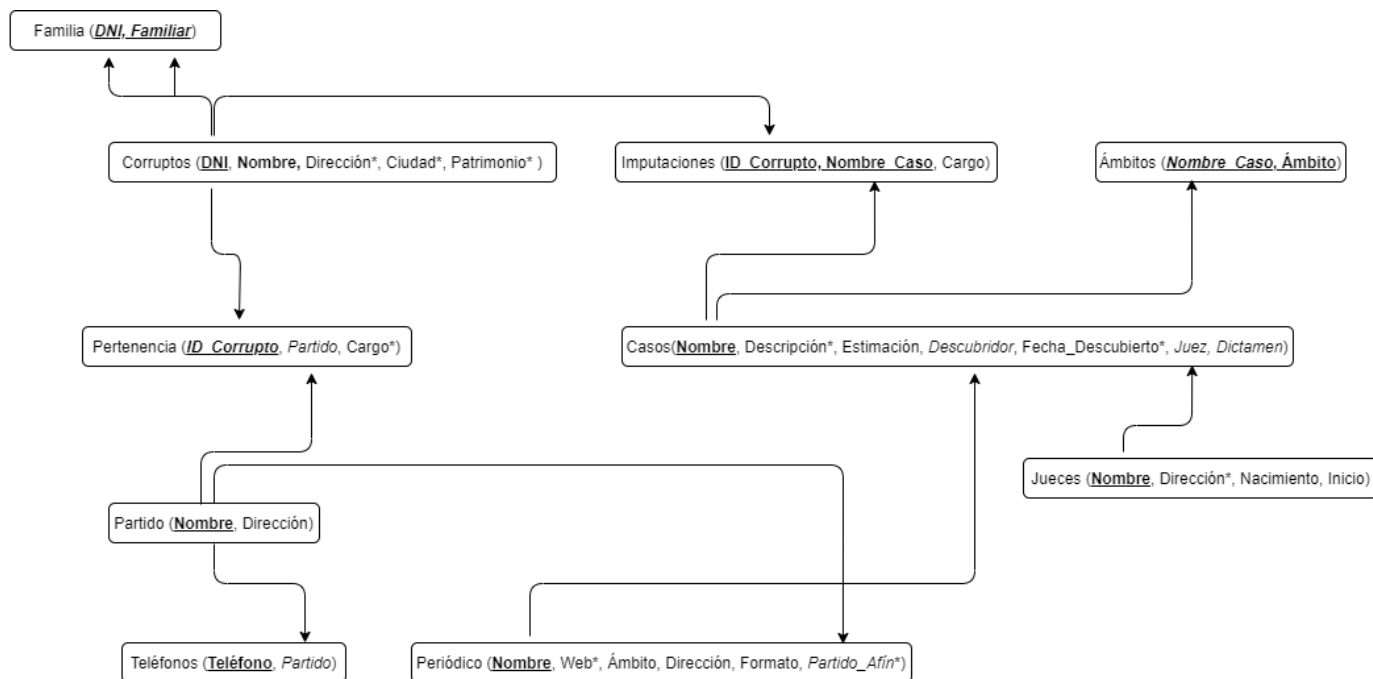 Familia (DNI, Familiar)
Corruptos (DNI, Nombre, Dirección*, Ciudad*, Patrimonio* )
Imputaciones (ID_Corrupto, Nombre_Caso, Cargo)
Ámbitos (Nombre_Caso, Ámbito)
Pertenencia (ID_Corrupto, Partido, Cargo*)
Casos(Nombre, Descripción*, Estimación, Descubridor, Fecha_Descubierto*, Juez, Dictamen)
Jueces (Nombre, Dirección*, Nacimiento, Inicio)
Partido (Nombre, Dirección)
Teléfonos (Teléfono, Partido)
Periódico (Nombre, Web*, Ámbito, Dirección, Formato, Partido_Afín*)